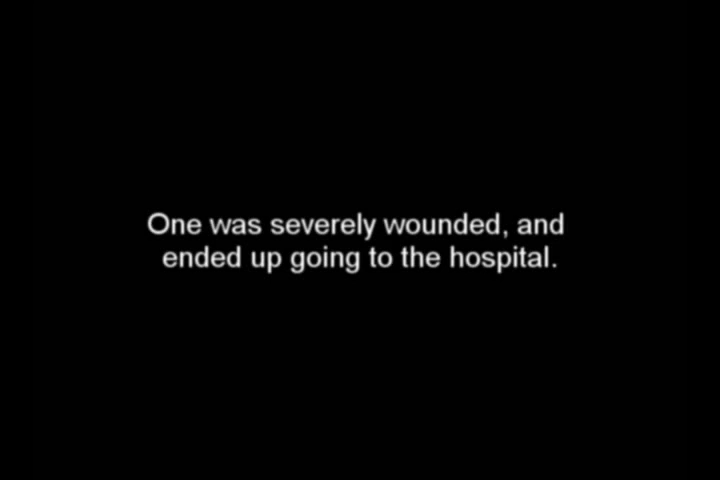 One was severely wounded, and
ended up going to the hospital.